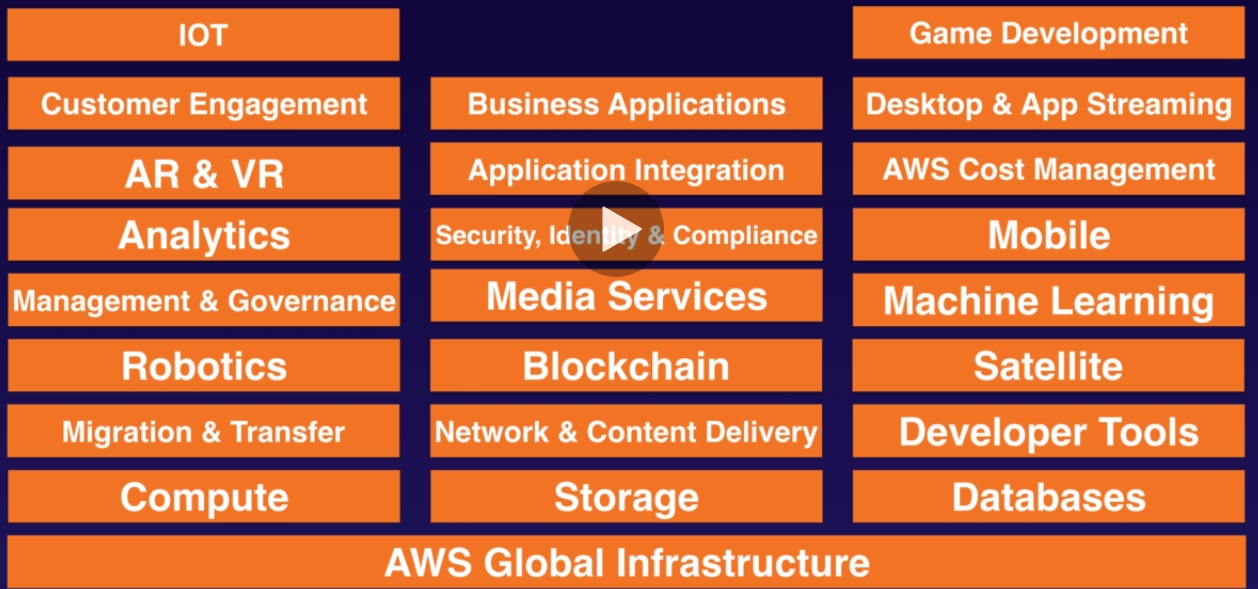 IOT
Game Development
Customer Engagement
Business Applications
Desktop & App Streaming
AR & VR
Application Integration
AWS Cost Management
Analytics
Security, Identity & Compliance
Mobile
Management & Governance
Media Services
Machine Learning
Robotics
Blockchain
Satellite
Migration & Transfer
Network & Content Delivery
Developer Tools
Compute
Storage
Databases
AWS Global Infrastructure